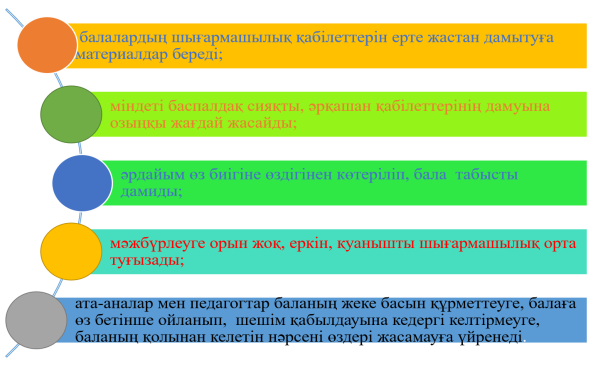 балалардың шығармашылық қабілеттерін ерте жастан дамытуға
материалдар береді;
міндеті баспалдақ сияқты, әрқашан қабілеттерінің дамуына
озыңқы жағдай жасайды;
әрдайым өз биігіне өздігінен көтеріліп, бала табысты
дамиды;
мәжбүрлеуге орын жоқ, еркін, қуанышты шығармашылық орта
туғызады;
ата-аналар мен педагогтар баланың жеке басын құрметтеуге, балаға
өз бетінше ойланып, шешім қабылдауына кедергі келтірмеуге,
баланың қолынан келетін нәрсені өздері жасамауға үйренеді.